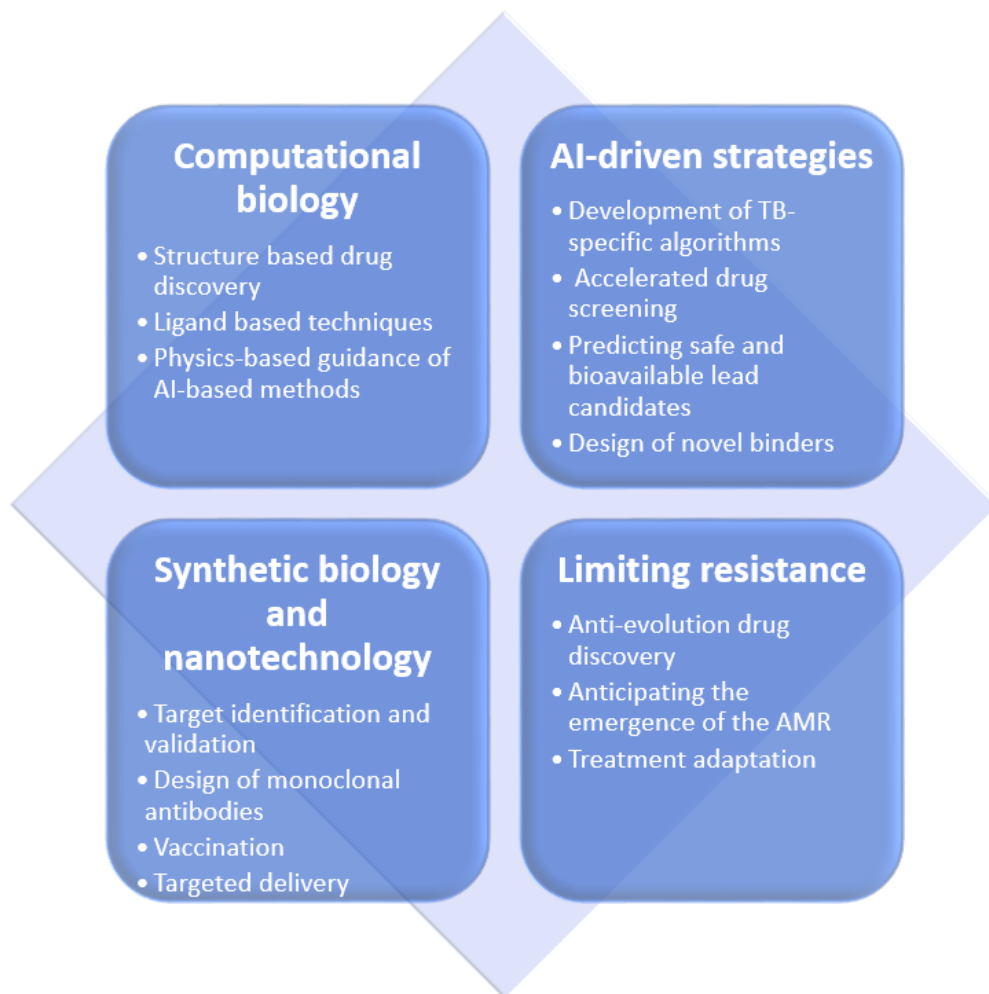 Computational
biology
• Structure based drug
discovery
• Ligand based techniques
• Physics-based guidance of
AI-based methods
AI-driven strategies
• Development of TB-
specific algorithms
• Accelerated drug
screening
• Predicting safe and
bioavailable lead
candidates
• Design of novel binders
Synthetic biology
and
nanotechnology
• Target identification and
validation
• Design of monoclonal
antibodies
• Vaccination
• Targeted delivery
Limiting resistance
• Anti-evolution drug
discovery
• Anticipating the
emergence of the AMR
• Treatment adaptation